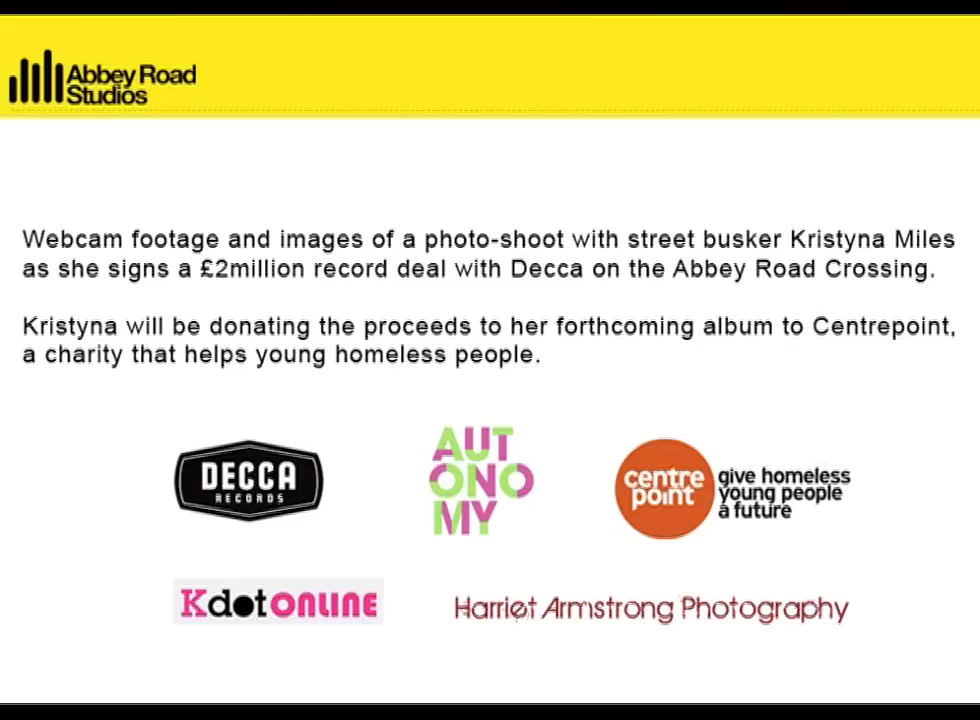 Abbey Road
Studios
Webcam footage and images of a photo-shoot with street busker Kristyna Miles
as she signs a £2million record deal with Decca on the Abbey Road Crossing.
Kristyna will be donating the proceeds to her forthcoming album to Centrepoint,
a charity that helps young homeless people.
DECCA
RECORDS
AUT
ONO
MY
centre
point
give homeless
young people
a future
Kdot ONLINE
Harriet Armstrong Photography